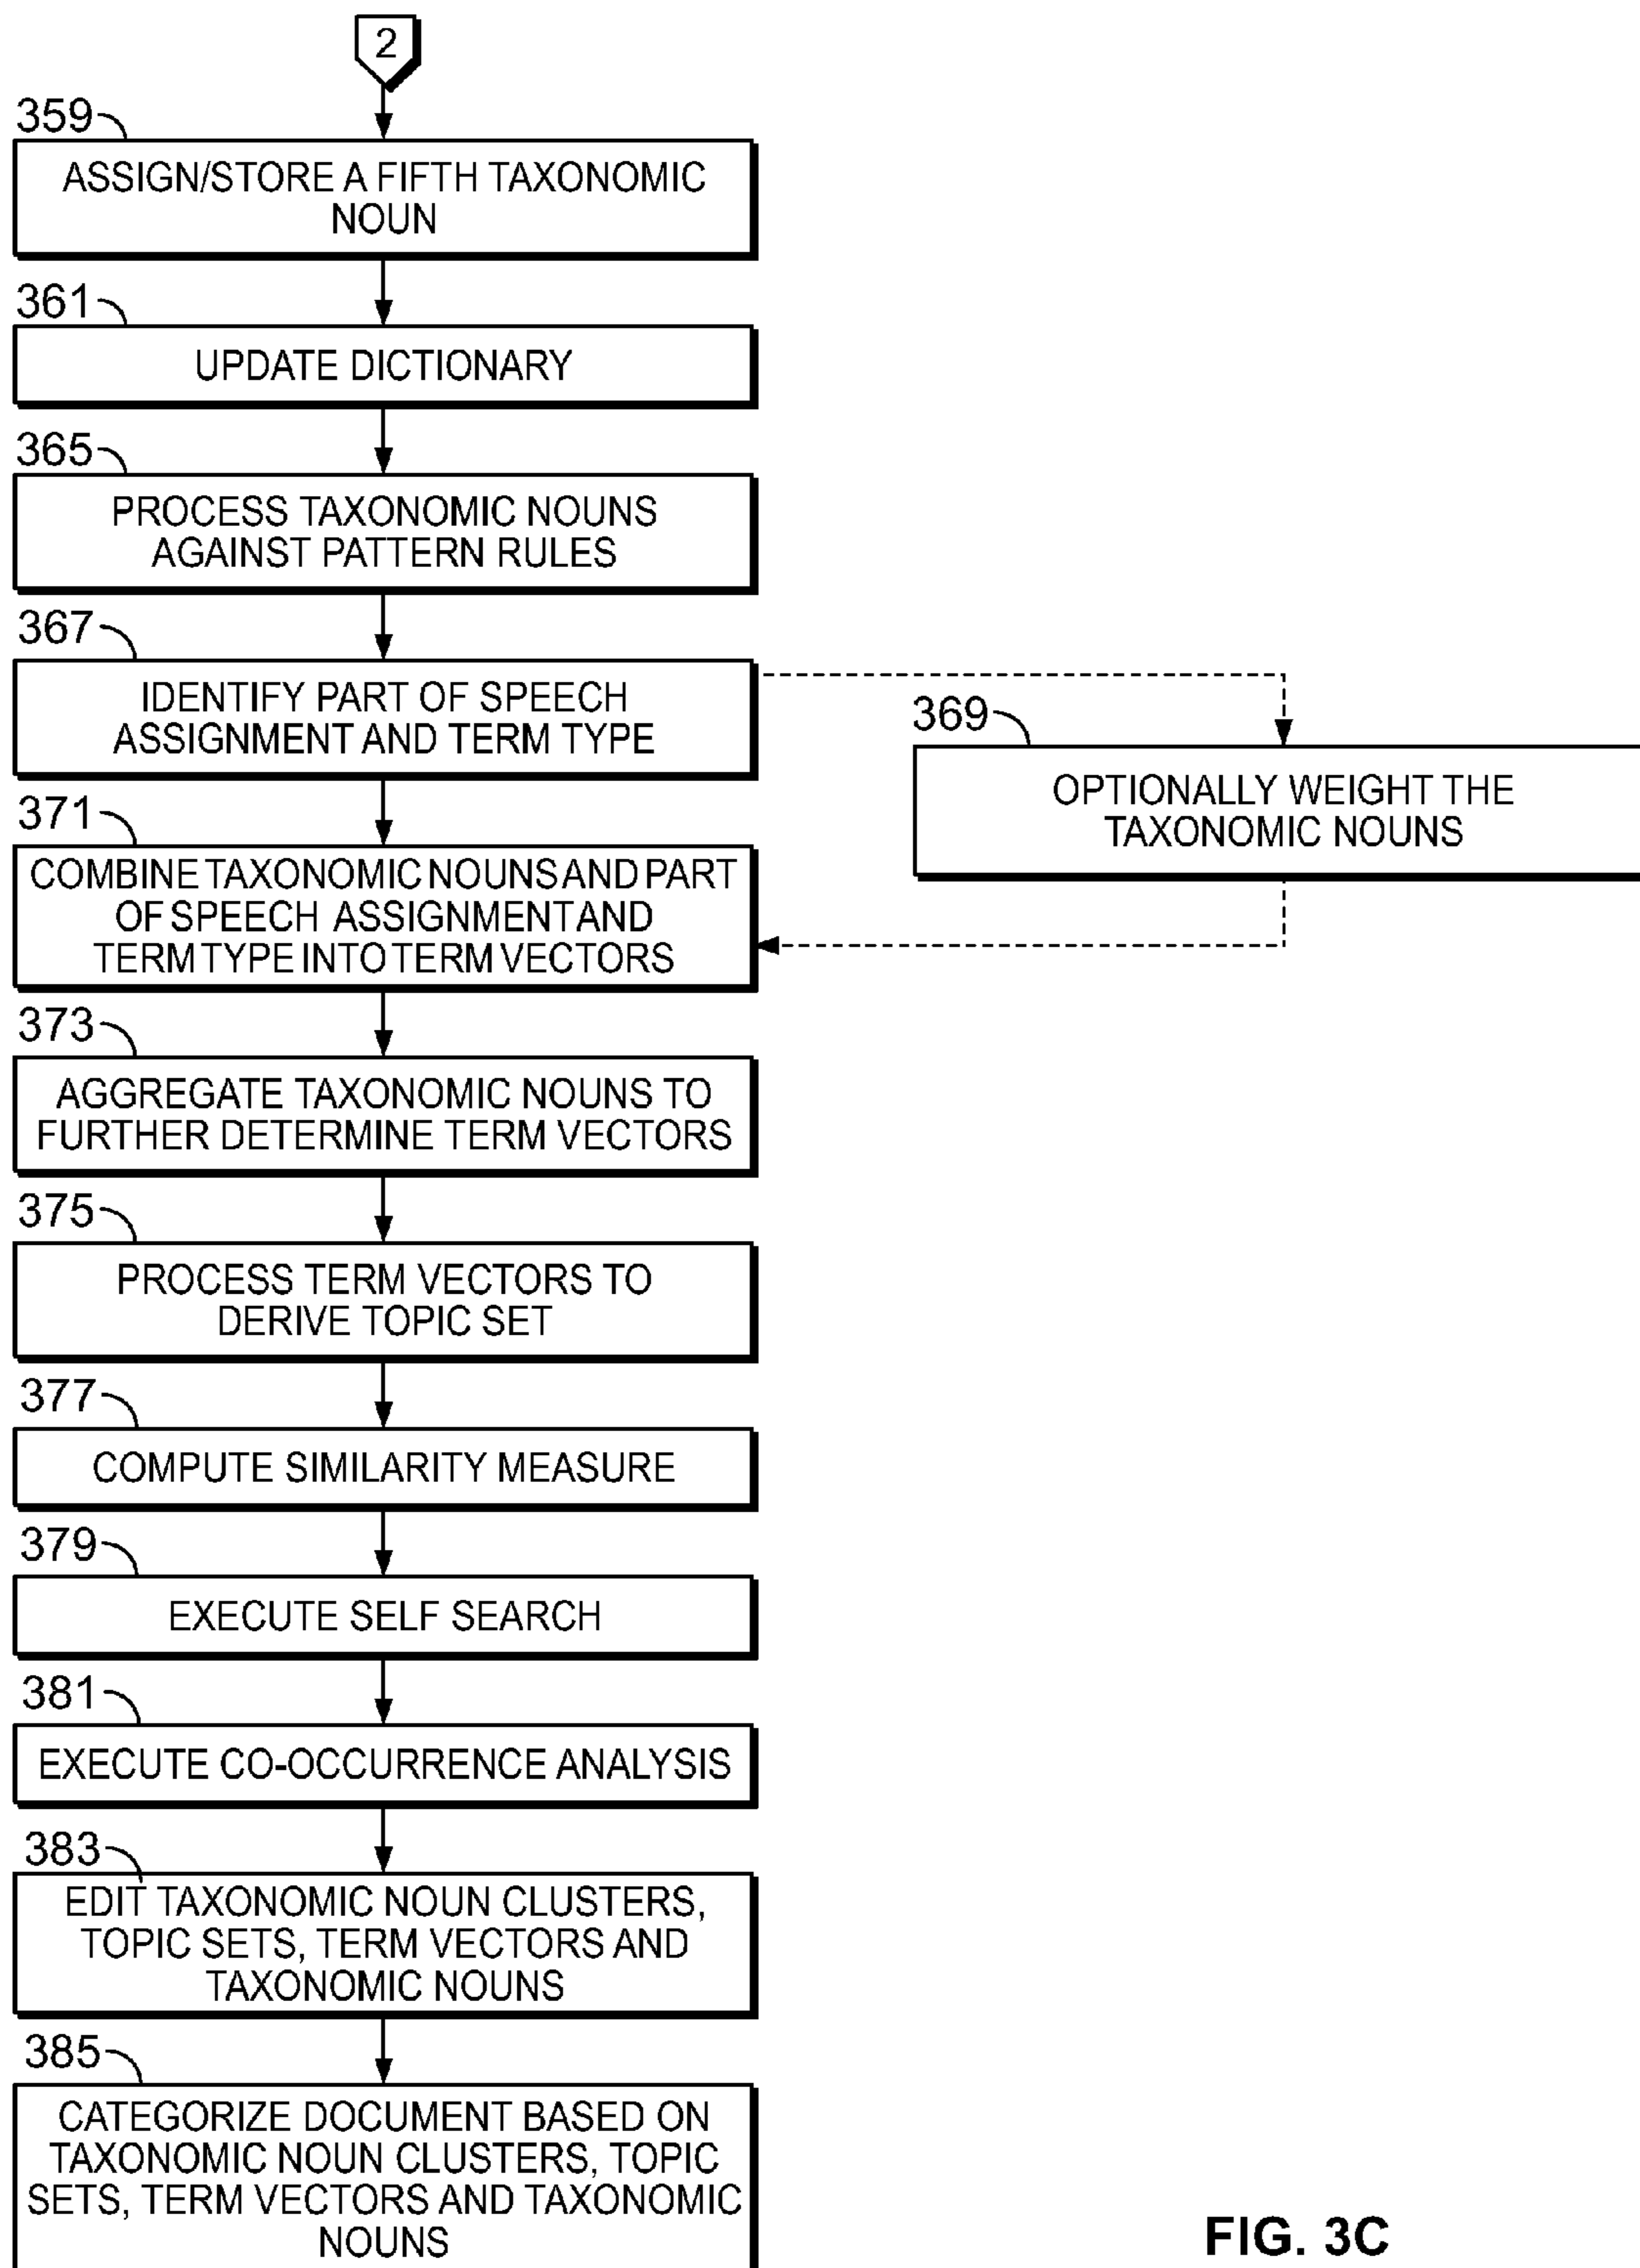 2
359
ASSIGN/STORE A FIFTH TAXONOMIC
NOUN
361
UPDATE DICTIONARY
365
PROCESS TAXONOMIC NOUNS
AGAINST PATTERN RULES
367
IDENTIFY PART OF SPEECH
ASSIGNMENT AND TERM TYPE
369
OPTIONALLY WEIGHT THE
TAXONOMIC NOUNS
371
COMBINE TAXONOMIC NOUNS AND PART
OF SPEECH ASSIGNMENT AND
TERM TYPE INTO TERM VECTORS
373
AGGREGATE TAXONOMIC NOUNS TO
FURTHER DETERMINE TERM VECTORS
375
PROCESS TERM VECTORS TO
DERIVE TOPIC SET
377
COMPUTE SIMILARITY MEASURE
379
EXECUTE SELF SEARCH
381
EXECUTE CO-OCCURRENCE ANALYSIS
383
EDIT TAXONOMIC NOUN CLUSTERS,
TOPIC SETS, TERM VECTORS AND
TAXONOMIC NOUNS
385
CATEGORIZE DOCUMENT BASED ON
TAXONOMIC NOUN CLUSTERS, TOPIC
SETS, TERM VECTORS AND TAXONOMIC
NOUNS
FIG. 3C